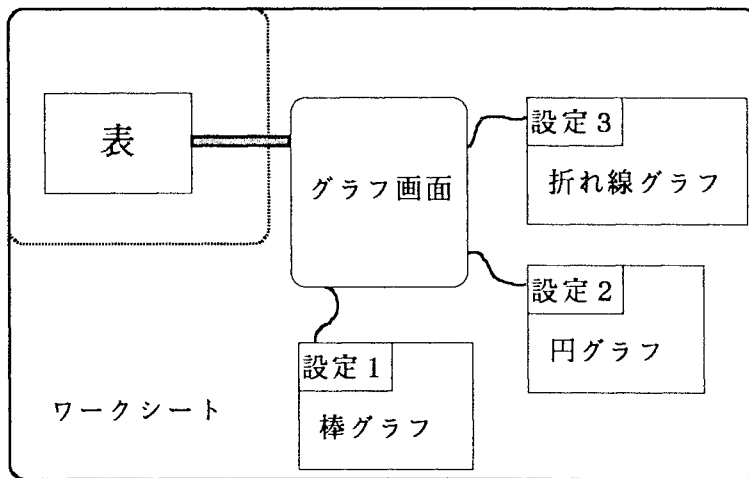 表
グラフ画面
設定3
折れ線グラフ
設定2
円グラフ
設定1
棒グラフ
ワークシート